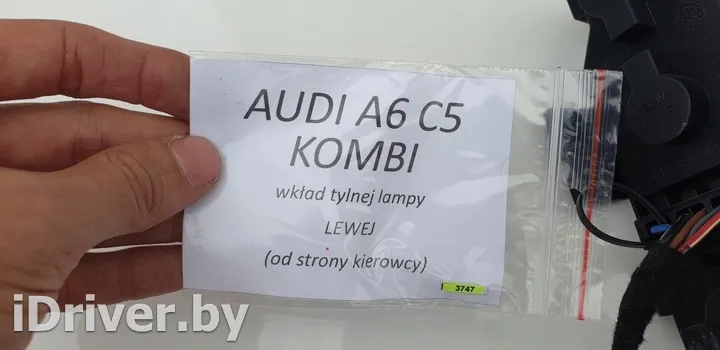 AUDI A6 C5
KOMBI
wkład tylnej lampy
LEWEJ
(od strony kierowcy)
3747
iDriver.by